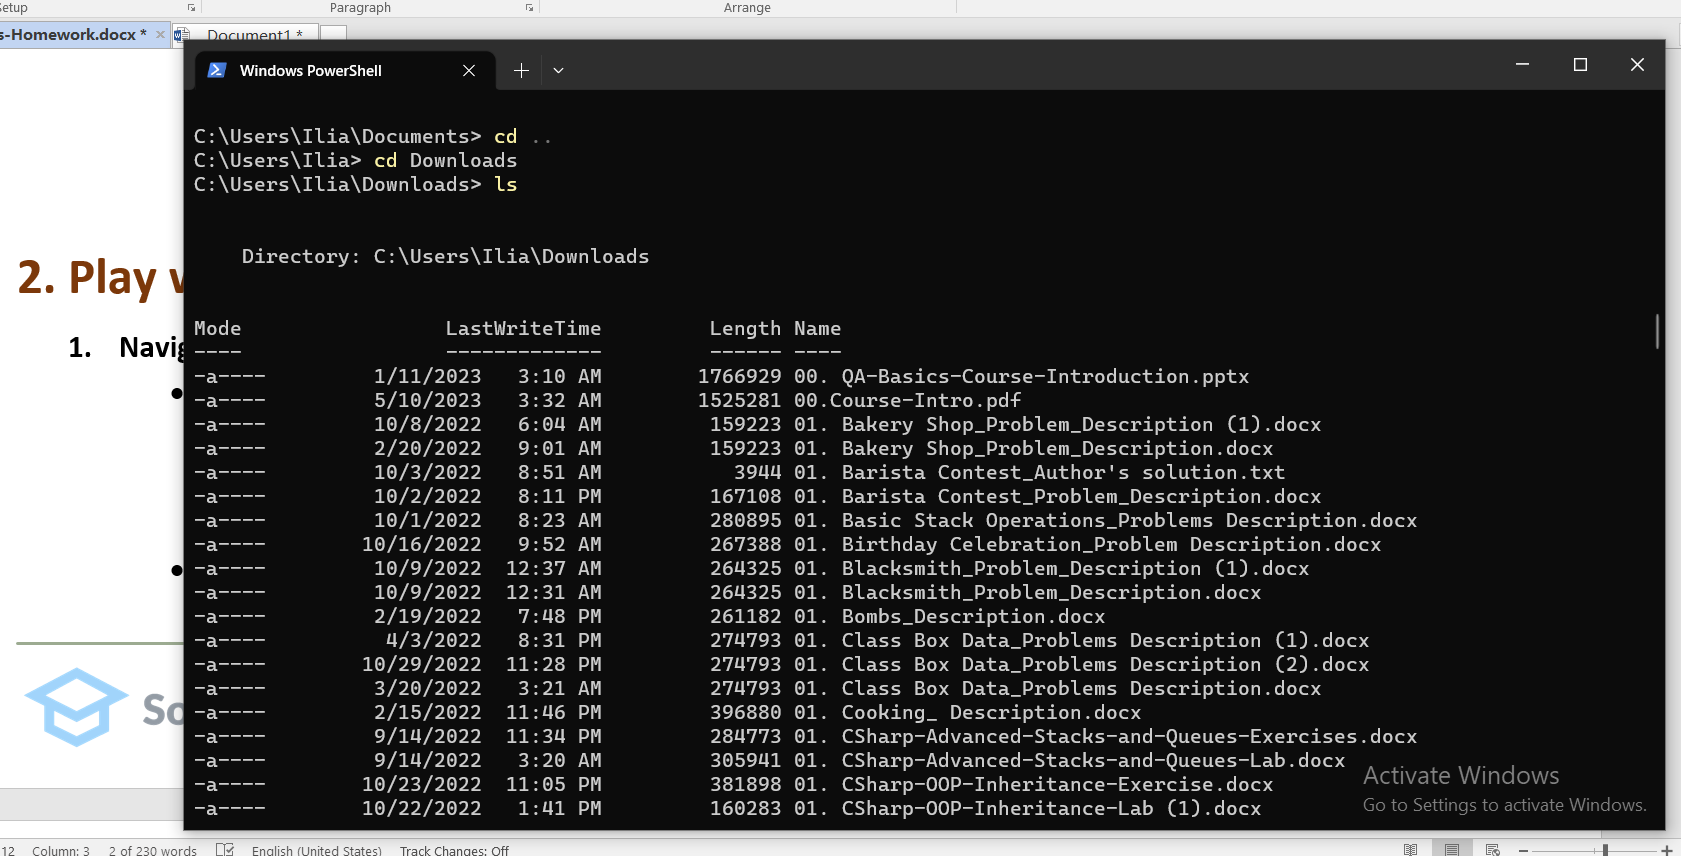 Setup Paragraph Arrange
s-Homework.docx * Document1 *
Windows PowerShell
C:\Users\Ilia\Documents> cd ..
C:\Users\Ilia> cd Downloads
C:\Users\Ilia\Downloads> ls
Directory: C:\Users\Ilia\Downloads
Mode LastWriteTime Length Name
---- ------------- ------ ----
-a---- 1/11/2023 3:10 AM 1766929 00. QA-Basics-Course-Introduction.pptx
-a---- 5/10/2023 3:32 AM 1525281 00.Course-Intro.pdf
-a---- 10/8/2022 6:04 AM 159223 01. Bakery Shop_Problem_Description (1).docx
-a---- 2/20/2022 9:01 AM 159223 01. Bakery Shop_Problem_Description.docx
-a---- 10/3/2022 8:51 AM 3944 01. Barista Contest_Author's solution.txt
-a---- 10/2/2022 8:11 PM 167108 01. Barista Contest_Problem_Description.docx
-a---- 10/1/2022 8:23 AM 280895 01. Basic Stack Operations_Problems Description.docx
-a---- 10/16/2022 9:52 AM 267388 01. Birthday Celebration_Problem Description.docx
-a---- 10/9/2022 12:37 AM 264325 01. Blacksmith_Problem_Description (1).docx
-a---- 10/9/2022 12:31 AM 264325 01. Blacksmith_Problem_Description.docx
-a---- 2/19/2022 7:48 PM 261182 01. Bombs_Description.docx
-a---- 4/3/2022 8:31 PM 274793 01. Class Box Data_Problems Description (1).docx
-a---- 10/29/2022 11:28 PM 274793 01. Class Box Data_Problems Description (2).docx
-a---- 3/20/2022 3:21 AM 274793 01. Class Box Data_Problems Description.docx
-a---- 2/15/2022 11:46 PM 396880 01. Cooking_ Description.docx
-a---- 9/14/2022 11:34 PM 284773 01. CSharp-Advanced-Stacks-and-Queues-Exercises.docx
-a---- 9/14/2022 3:20 AM 305941 01. CSharp-Advanced-Stacks-and-Queues-Lab.docx
-a---- 10/23/2022 11:05 PM 381898 01. CSharp-OOP-Inheritance-Exercise.docx
-a---- 10/22/2022 1:41 PM 160283 01. CSharp-OOP-Inheritance-Lab (1).docx
2. Play
1. Navig
So
Activate Windows
Go to Settings to activate Windows.
12 Column: 3 2 of 230 words English (United States) Track Changes: Off